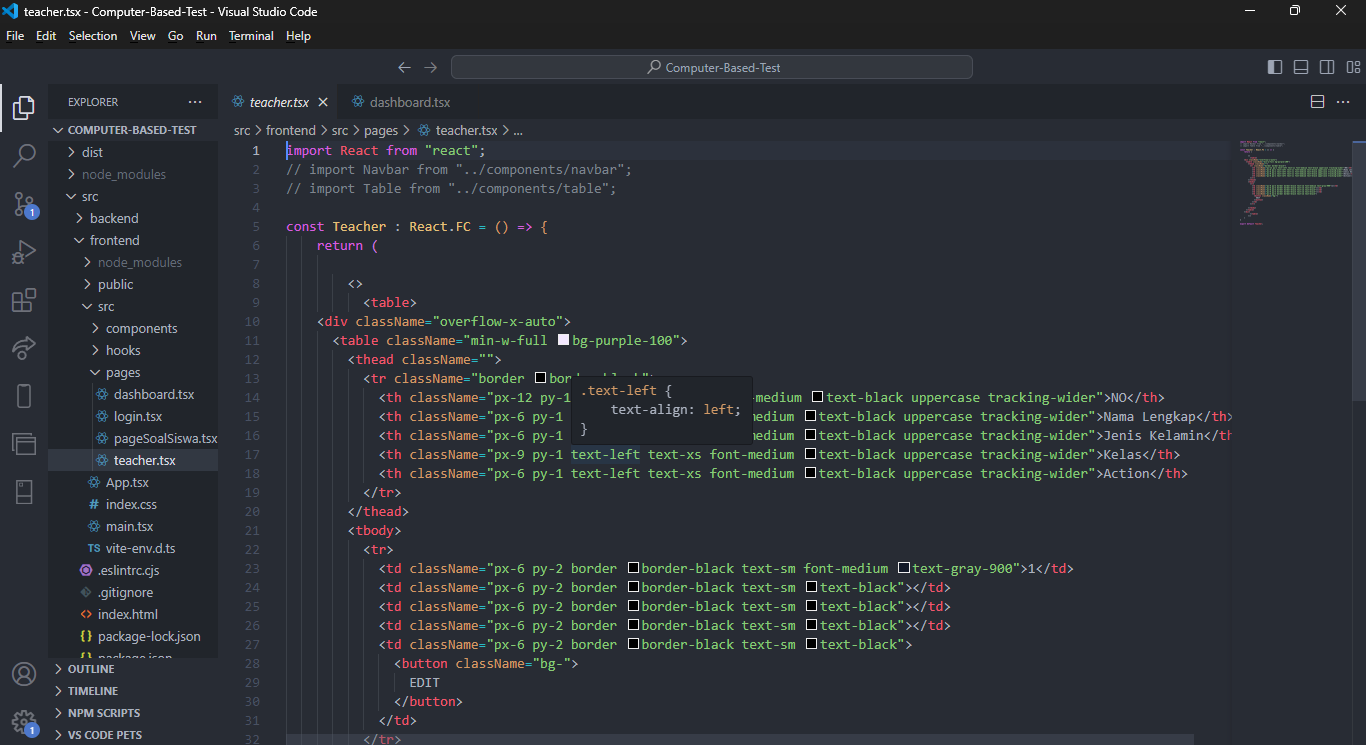 teacher.tsx - Computer-Based-Test - Visual Studio Code
File Edit Selection View Go Run Terminal Help
Computer-Based-Test
EXPLORER
COMPUTER-BASED-TEST
dist
node_modules
src
backend
frontend
node_modules
public
src
components
hooks
pages
dashboard.tsx
login.tsx
pageSoalSiswa.tsx
teacher.tsx
App.tsx
# index.css
main.tsx
TS vite-env.d.ts
.eslintrc.cjs
.gitignore
<> index.html
{} package-lock.json
{} package.json
OUTLINE
TIMELINE
NPM SCRIPTS
VS CODE PETS
1
1
teacher.tsx
dashboard.tsx
src > frontend > src > pages > teacher.tsx > ...
1 import React from "react";
2 // import Navbar from "../components/navbar";
3 // import Table from "../components/table";
4
5 const Teacher : React.FC = () => {
6 return (
7
8 <>
9 <table>
10 <div className="overflow-x-auto">
11 <table className="min-w-full bg-purple-100">
12 <thead className="">
13 <tr className="border
14 <th className="px-12 py-1 medium text-black uppercase tracking-wider">NO</th>
15 <th className="px-6 py-1 edium text-black uppercase tracking-wider">Nama Lengkap</th>
16 <th className="px-6 py-1 edium text-black uppercase tracking-wider">Jenis Kelamin</th
17 <th className="px-9 py-1 text-left text-xs font-medium text-black uppercase tracking-wider">Kelas</th>
18 <th className="px-6 py-1 text-left text-xs font-medium text-black uppercase tracking-wider">Action</th>
19 </tr>
20 </thead>
21 <tbody>
22 <tr>
23 <td className="px-6 py-2 border border-black text-sm font-medium text-gray-900">1</td>
24 <td className="px-6 py-2 border border-black text-sm text-black"></td>
25 <td className="px-6 py-2 border border-black text-sm text-black"></td>
26 <td className="px-6 py-2 border border-black text-sm text-black"></td>
27 <td className="px-6 py-2 border border-black text-sm text-black">
28 <button className="bg-">
29 EDIT
30 </button>
31 </td>
32 </tr>
.text-left {
text-align: left;
}